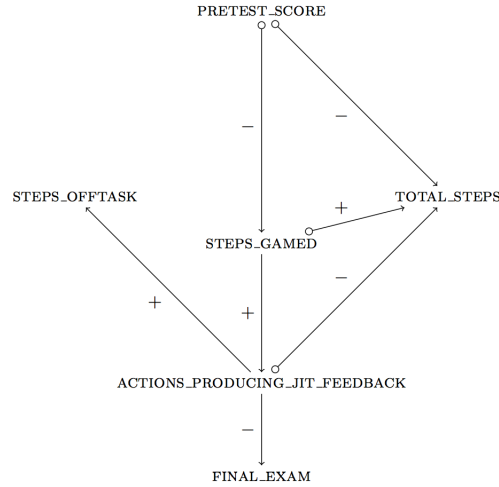 PRETEST_SCORE
−
−
STEPS_OFFTASK
TOTAL_STEPS
+
STEPS_GAMED
−
+
+
ACTIONS_PRODUCING_JIT_FEEDBACK
−
FINAL_EXAM